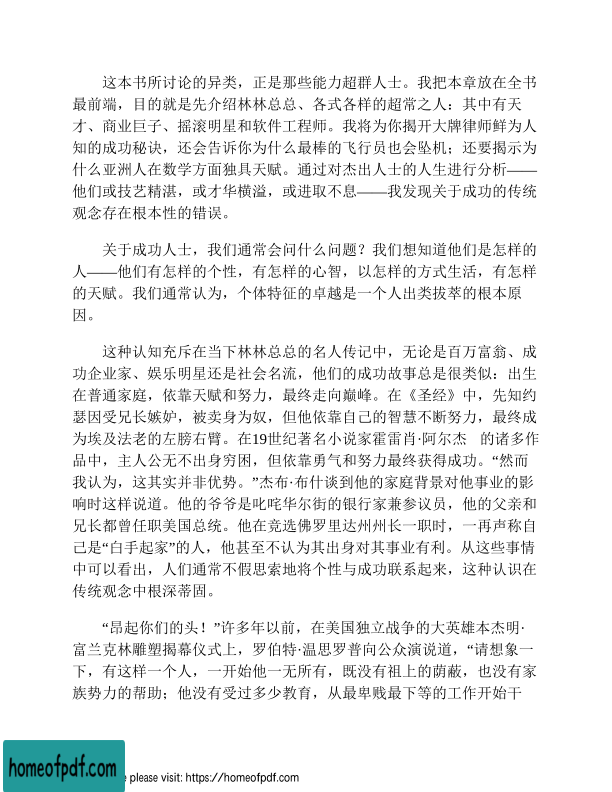 这本书所讨论的异类，正是那些能力超群人士。我把本章放在全书
最前端，目的就是先介绍林林总总、各式各样的超常之人：其中有天
才、商业巨子、摇滚明星和软件工程师。我将为你揭开大牌律师鲜为人
知的成功秘诀，还会告诉你为什么最棒的飞行员也会坠机；还要揭示为
什么亚洲人在数学方面独具天赋。通过对杰出人士的人生进行分析——
他们或技艺精湛，或才华横溢，或进取不息——我发现关于成功的传统
观念存在根本性的错误。
关于成功人士，我们通常会问什么问题？我们想知道他们是怎样的
人——他们有怎样的个性，有怎样的心智，以怎样的方式生活，有怎样
的天赋。我们通常认为，个体特征的卓越是一个人出类拔萃的根本原
因。
这种认知充斥在当下林林总总的名人传记中，无论是百万富翁、成
功企业家、娱乐明星还是社会名流，他们的成功故事总是很类似：出生
在普通家庭，依靠天赋和努力，最终走向巅峰。在《圣经》中，先知约
瑟因受兄长嫉妒，被卖身为奴，但他依靠自己的智慧不断努力，最终成
为埃及法老的左膀右臂。在19世纪著名小说家霍雷肖·阿尔杰 的诸多作
品中，主人公无不出身穷困，但依靠勇气和努力最终获得成功。“然而
我认为，这其实并非优势。”杰布·布什谈到他的家庭背景对他事业的影
响时这样说道。他的爷爷是叱咤华尔街的银行家兼参议员，他的父亲和
兄长都曾任职美国总统。他在竞选佛罗里达州州长一职时，一再声称自
己是“白手起家”的人，他甚至不认为其出身对其事业有利。从这些事情
中可以看出，人们通常不假思索地将个性与成功联系起来，这种认识在
传统观念中根深蒂固。
“昂起你们的头！”许多年以前，在美国独立战争的大英雄本杰明·
富兰克林雕塑揭幕仪式上，罗伯特·温思罗普向公众演说道，“请想象一
下，有这样一个人，一开始他一无所有，既没有祖上的荫蔽，也没有家
族势力的帮助；他没有受过多少教育，从最卑贱最下等的工作开始干
homeofpdf.com
e please visit: https://homeofpdf.com